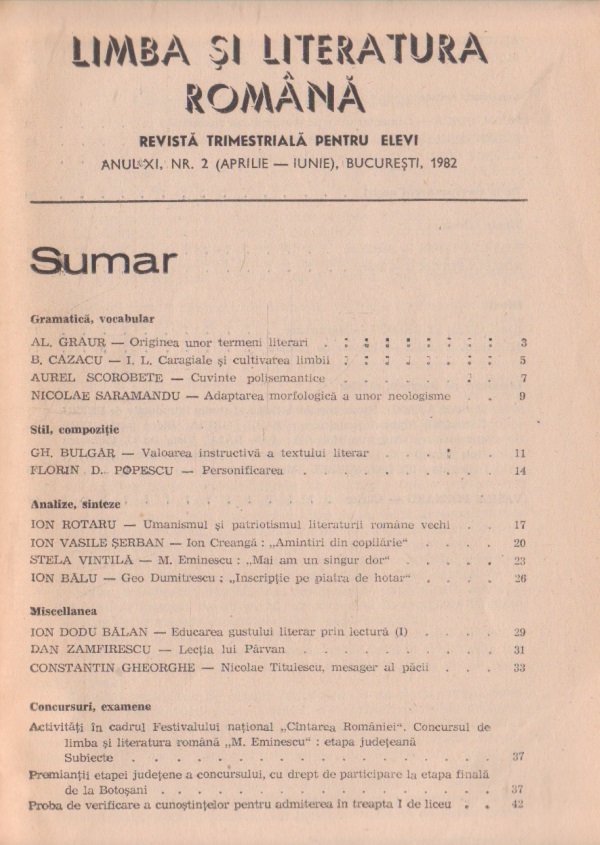 LIMBA ȘI LITERATURA
ROMÂNĂ
REVISTĂ TRIMESTRIALĂ PENTRU ELEVI
ANUL XI, NR. 2 (APRILIE — IUNIE), BUCUREȘTI, 1982
Sumar
Gramatică, vocabular
AL. GRAUR — Originea unor termeni literari . . . . . . . . 3
B. CAZACU — I. L. Caragiale și cultivarea limbii . . . . . . . . 5
AUREL SCOROBETE — Cuvinte polisemantice . . . . . . . . 7
NICOLAE SARAMANDU — Adaptarea morfologică a unor neologisme . . 9
Stil, compoziție
GH. BULGĂR — Valoarea instructivă a textului literar . . . . . . 11
FLORIN D. POPESCU — Personificarea . . . . . . . . 14
Analize, sinteze
ION ROTARU — Umanismul și patriotismul literaturii române vechi . . 17
ION VASILE ȘERBAN — Ion Creangă : „Amintiri din copilărie“ . . . . 20
STELA VINTILĂ — M. Eminescu : „Mai am un singur dor“ . . . . 23
ION BĂLU — Geo Dumitrescu : „Inscripție pe piatra de hotar“ . . . . 26
Miscellanea
ION DODU BĂLAN — Educarea gustului literar prin lectură (I) . . . . 29
DAN ZAMFIRESCU — Lecția lui Pârvan . . . . . . . . 31
CONSTANTIN GHEORGHE — Nicolae Titulescu, mesager al păcii . . . 33
Concursuri, examene
Activități în cadrul Festivalului național „Cîntarea României“. Concursul de
limba și literatura română „M. Eminescu“ : etapa județeană
Subiecte . . . . . . . . . . . . . 37
Premianții etapei județene a concursului, cu drept de participare la etapa finală
de la Botoșani . . . . . . . . . . . . 37
Proba de verificare a cunoștințelor pentru admiterea în treapta I de liceu . . 42